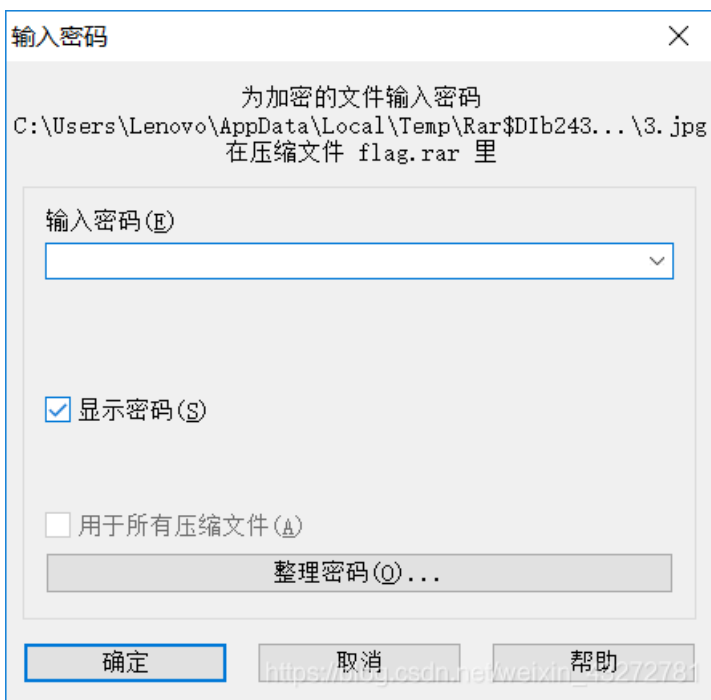 输入密码
为加密的文件输入密码
C:\Users\Lenovo\AppData\Local\Temp\Rar$DIb243...\3.jpg
在压缩文件 flag.rar 里
输入密码(E)
显示密码(S)
用于所有压缩文件(A)
整理密码(O)...
确定
取消
帮助
https://blog.csdn.net/weixin_45272781